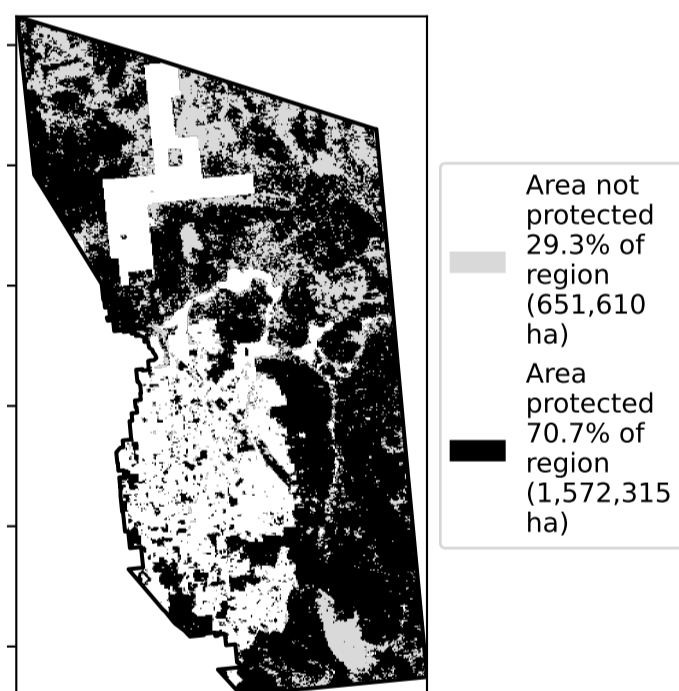 Area not
protected
29.3% of
region
(651,610
ha)
Area
protected
70.7% of
region
(1,572,315
ha)